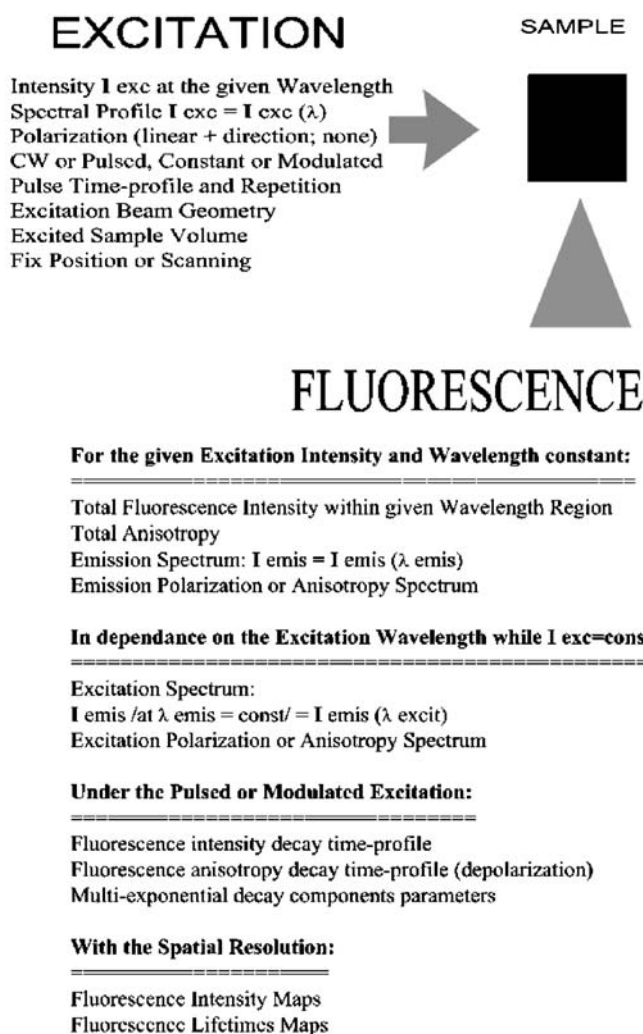 EXCITATION
SAMPLE
Intensity I exc at the given Wavelength
Spectral Profile I exc = I exc (λ)
Polarization (linear + direction; none)
CW or Pulsed, Constant or Modulated
Pulse Time-profile and Repetition
Excitation Beam Geometry
Excited Sample Volume
Fix Position or Scanning
FLUORESCENCE
For the given Excitation Intensity and Wavelength constant:
Total Fluorescence Intensity within given Wavelength Region
Total Anisotropy
Emission Spectrum: I emis = I emis (λ emis)
Emission Polarization or Anisotropy Spectrum
In dependance on the Excitation Wavelength while I exc=cons
Excitation Spectrum:
I emis /at λ emis = const/ = I emis (λ excit)
Excitation Polarization or Anisotropy Spectrum
Under the Pulsed or Modulated Excitation:
Fluorescence intensity decay time-profile
Fluorescence anisotropy decay time-profile (depolarization)
Multi-exponential decay components parameters
With the Spatial Resolution:
Fluorescence Intensity Maps
Fluorescence Lifetimes Maps